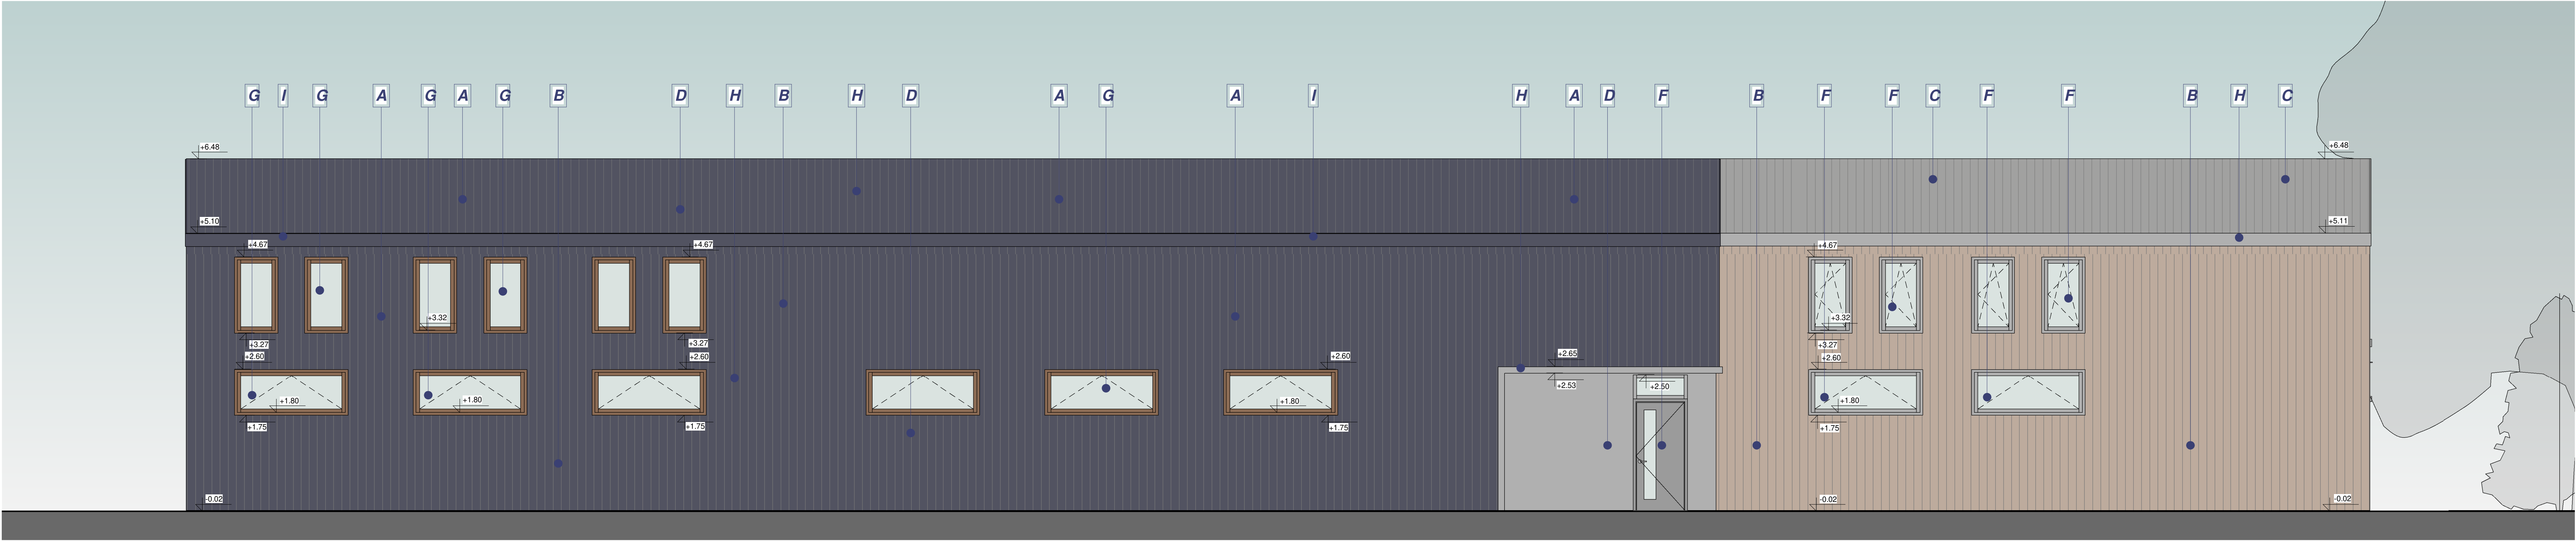 G I G A G A G B D H B H D A G A I H A D F B F F C F F B H C
+6.48 +6.48
+5.10 +5.11
+4.67 +4.67 +4.67
+3.32 +3.32
+3.27 +3.27 +3.27
+2.60 +2.60 +2.60 +2.65 +2.60
+2.53 +2.50
+1.80 +1.80 +1.80 +1.80
+1.75 +1.75 +1.75 +1.75
-0.02 -0.02 -0.02